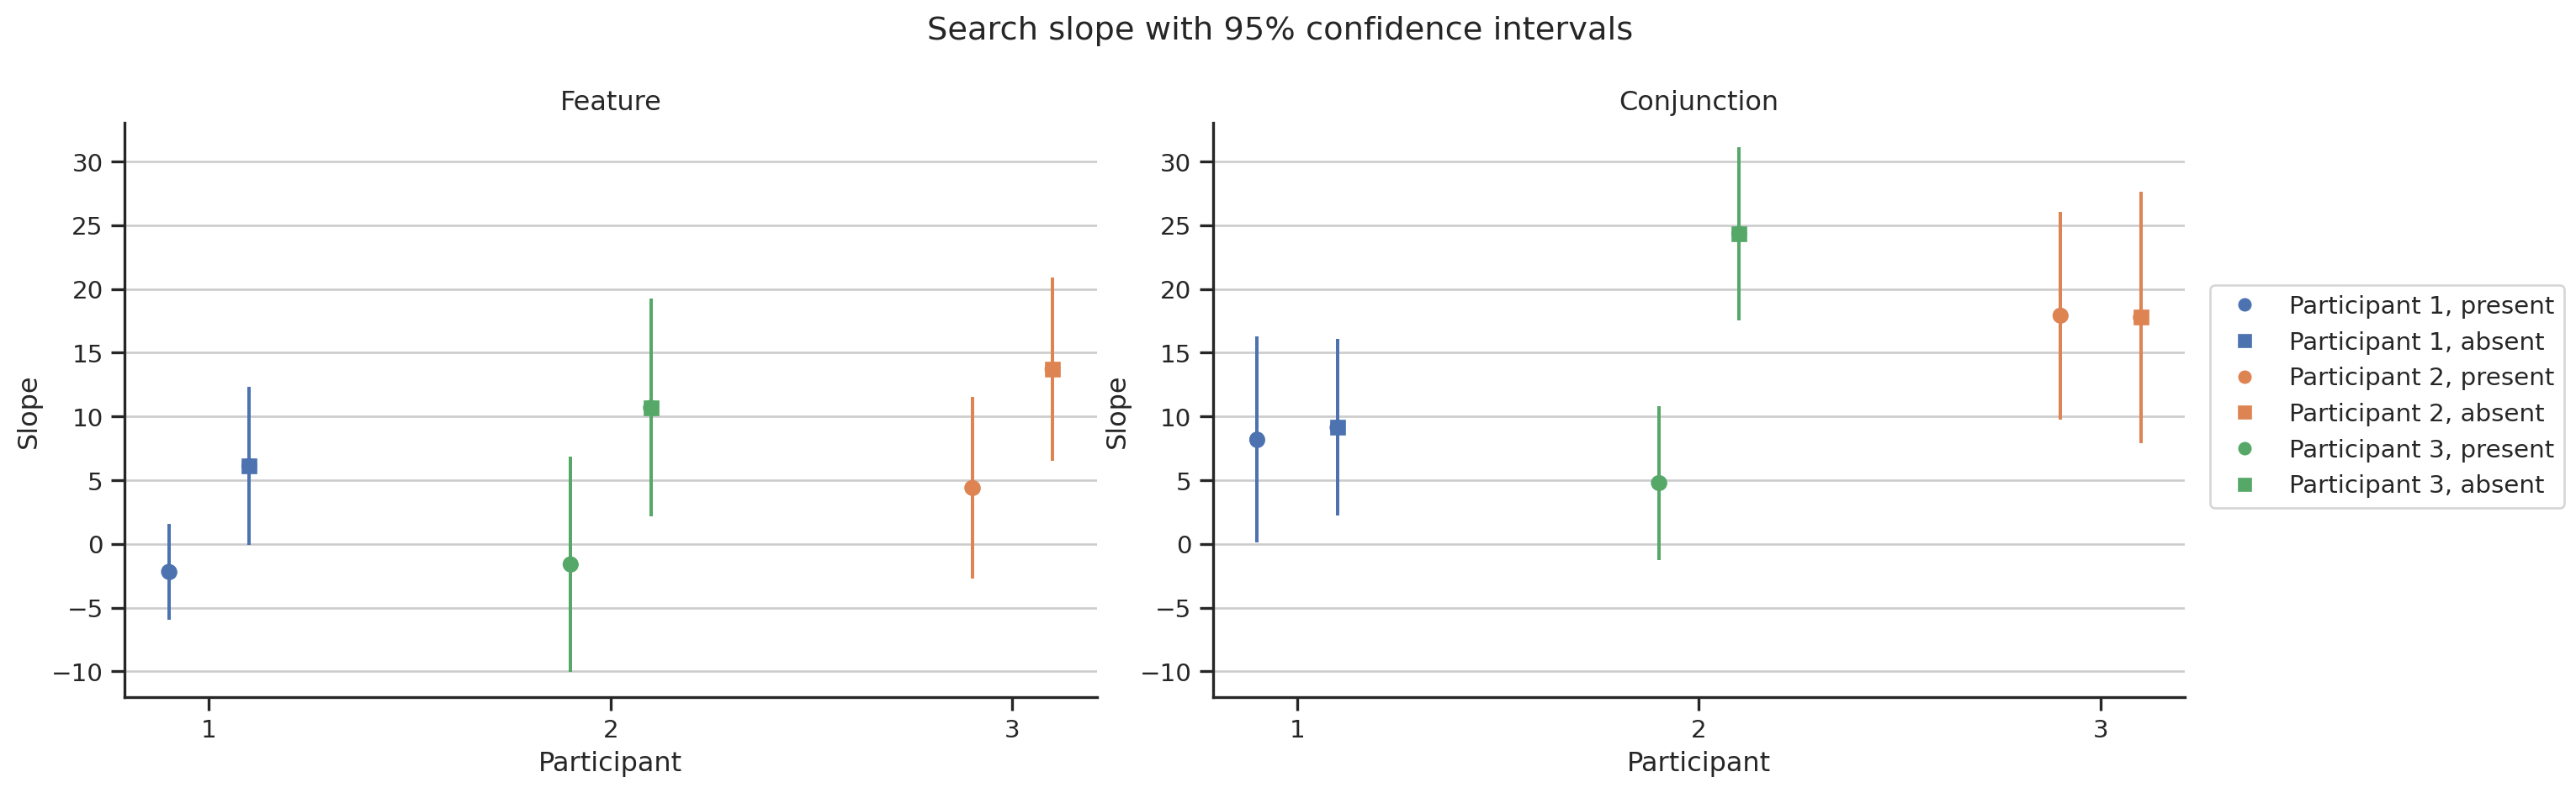 Search slope with 95% confidence intervals
Feature
30
25
20
15
10
5
0
−5
−10
Slope
1 2 3
Participant
Conjunction
30
25
20
15
10
5
0
−5
−10
Slope
1 2 3
Participant
Participant 1, present
Participant 1, absent
Participant 2, present
Participant 2, absent
Participant 3, present
Participant 3, absent